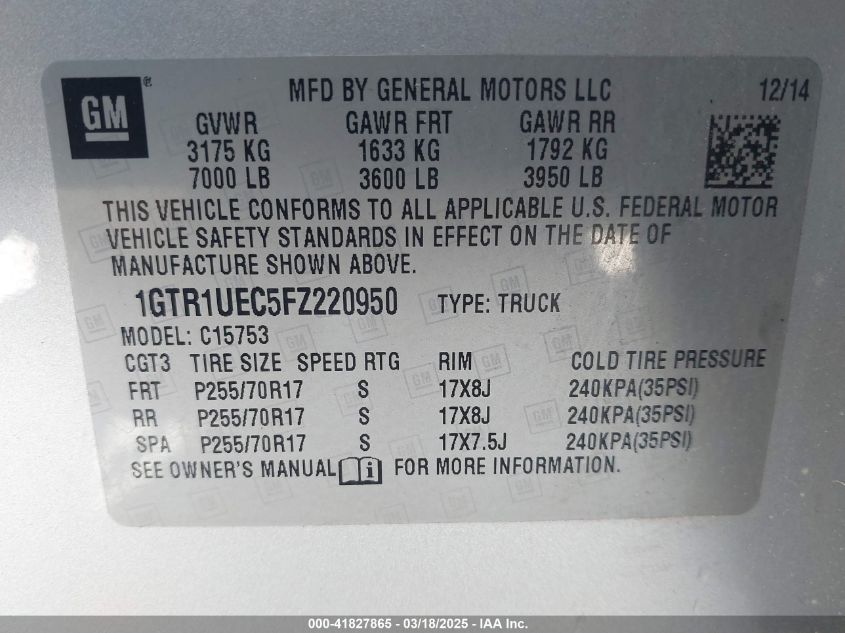 GM ® MFD BY GENERAL MOTORS LLC 12/14
GVWR GAWR FRT GAWR RR
3175 KG 1633 KG 1792 KG
7000 LB 3600 LB 3950 LB
THIS VEHICLE CONFORMS TO ALL APPLICABLE U.S. FEDERAL MOTOR
VEHICLE SAFETY STANDARDS IN EFFECT ON THE DATE OF
MANUFACTURE SHOWN ABOVE.
1GTR1UEC5FZ220950 TYPE: TRUCK
MODEL: C15753
CGT3 TIRE SIZE SPEED RTG RIM COLD TIRE PRESSURE
FRT P255/70R17 S 17X8J 240KPA(35PSI)
RR P255/70R17 S 17X8J 240KPA(35PSI)
SPA P255/70R17 S 17X7.5J 240KPA(35PSI)
SEE OWNER'S MANUAL i FOR MORE INFORMATION.
000-41827865 - 03/18/2025 - IAA Inc.